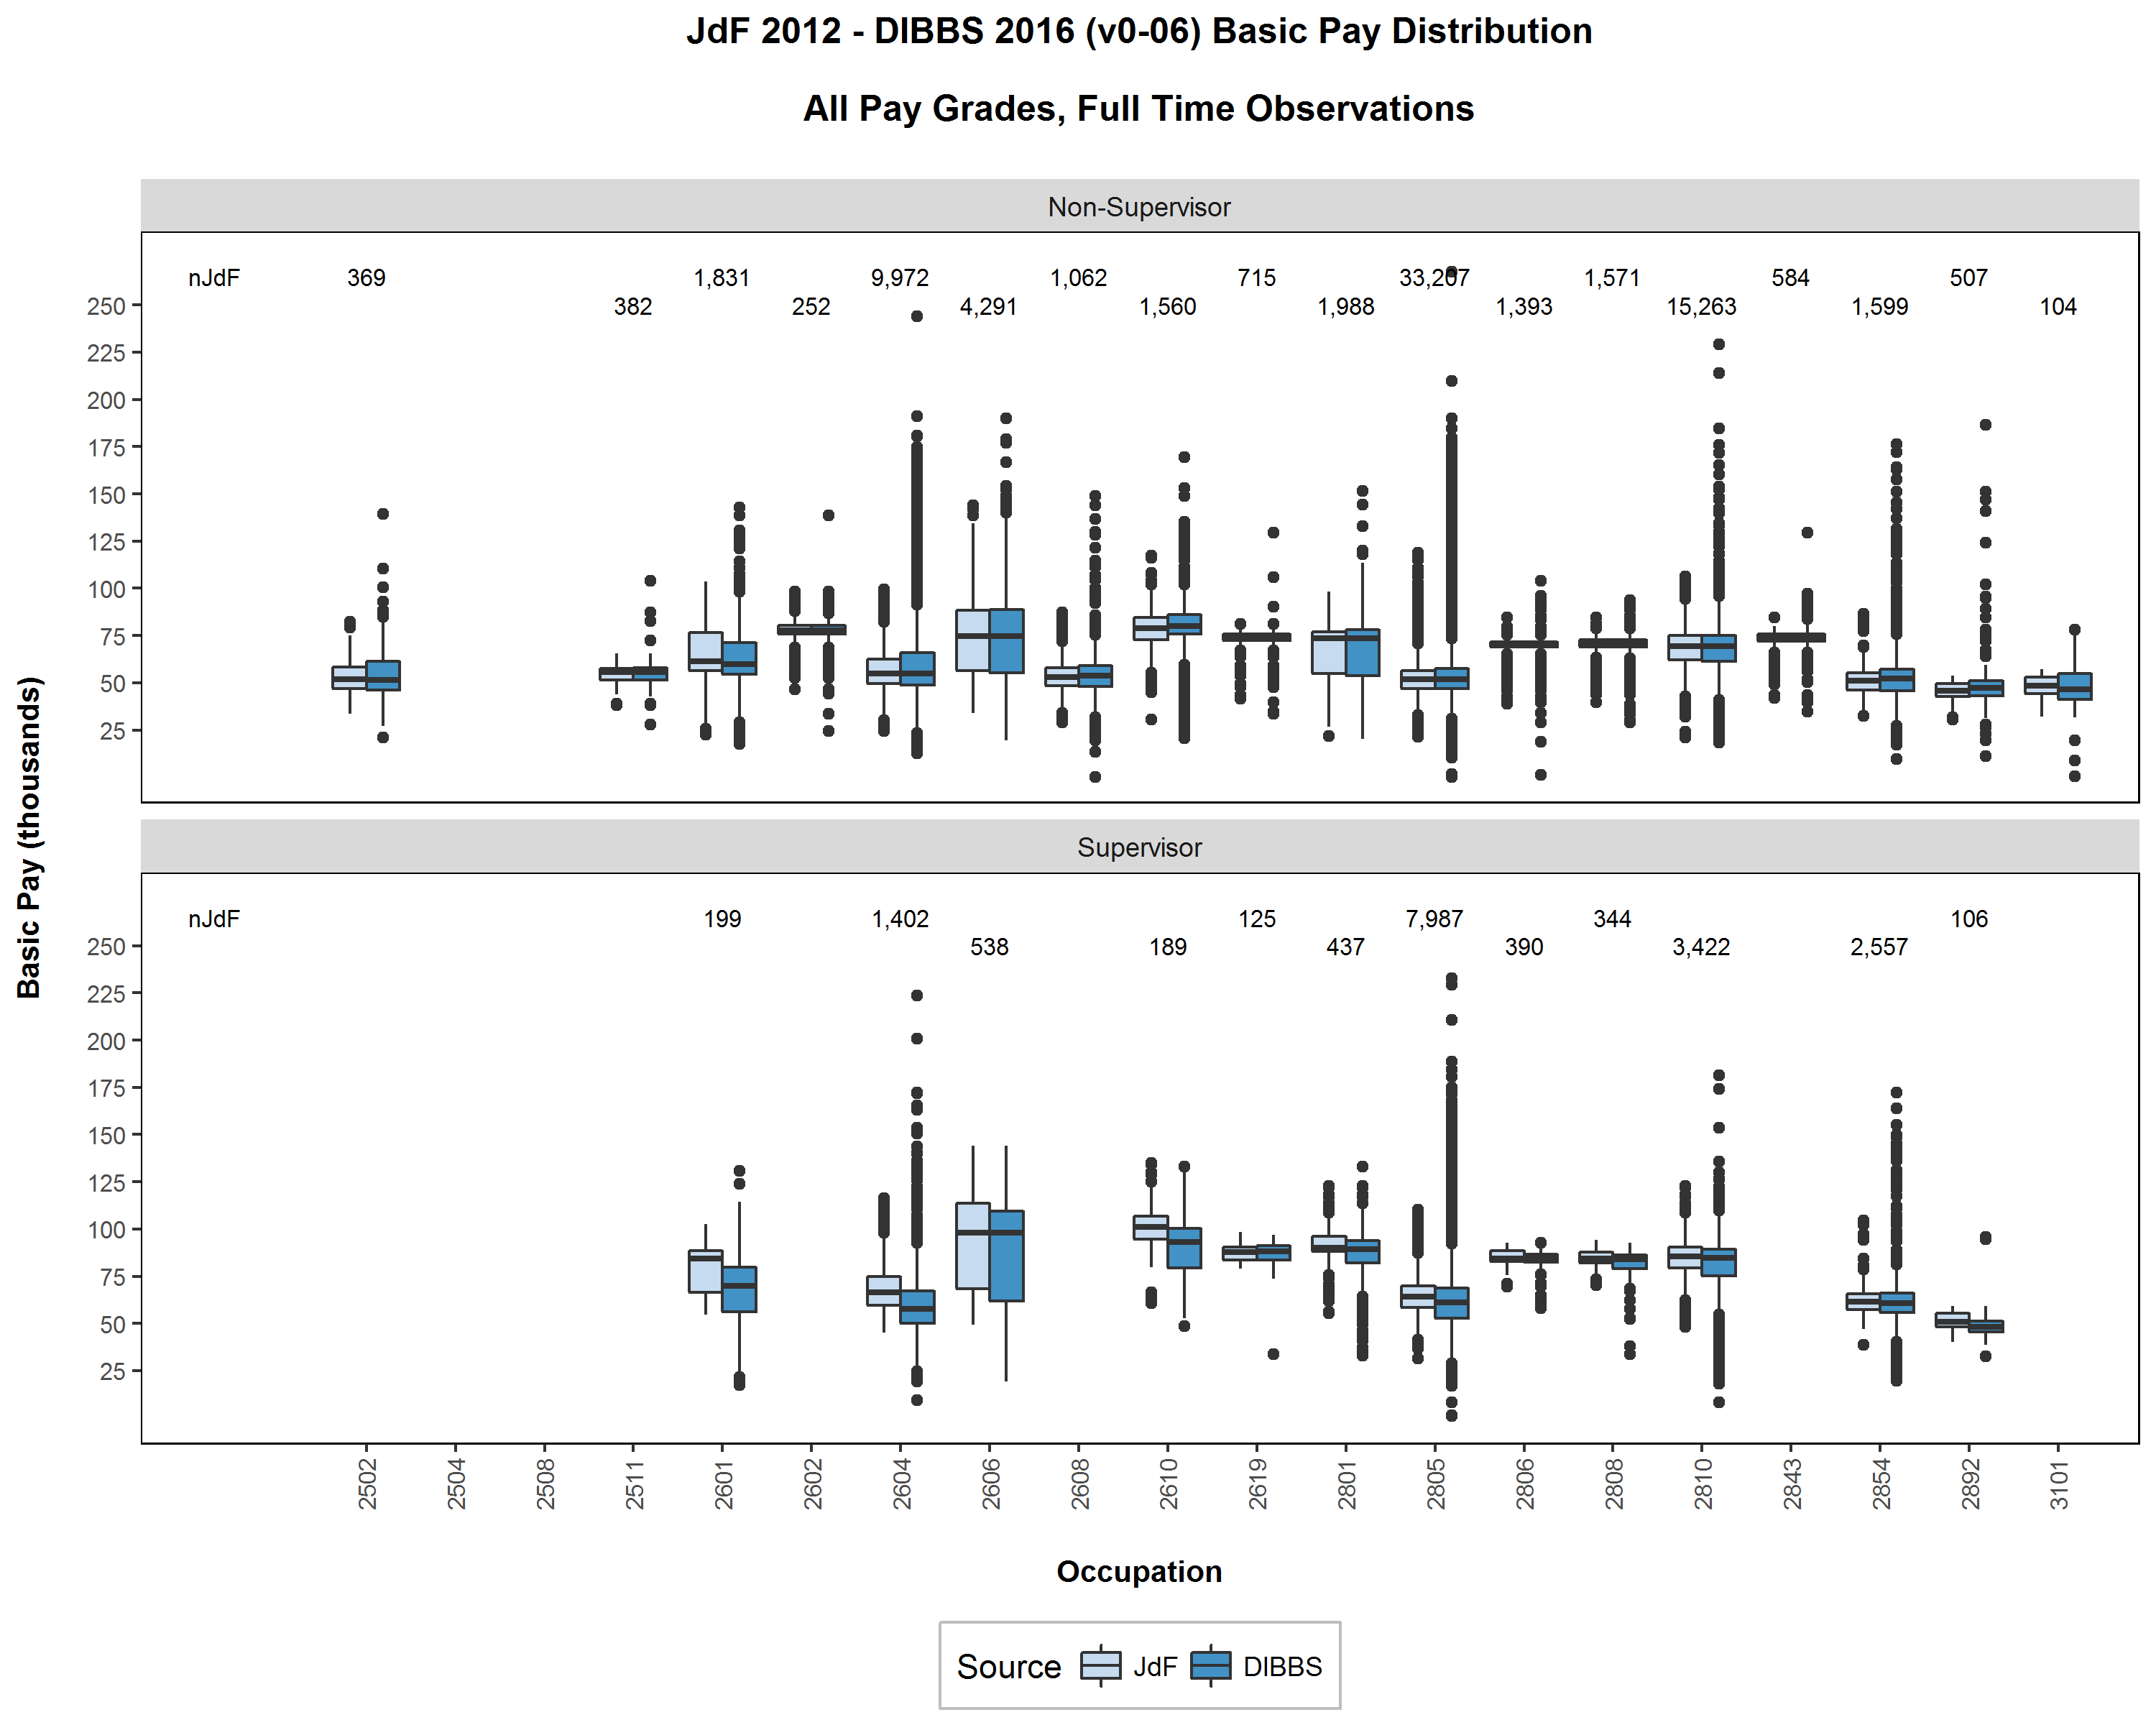 JdF 2012 - DIBBS 2016 (v0-06) Basic Pay Distribution
All Pay Grades, Full Time Observations
Non-Supervisor
nJdF 369 1,831 9,972 1,062 715 33,207 1,571 584 507
382 252 4,291 1,560 1,988 1,393 15,263 1,599 104
250
225
200
175
150
125
100
75
50
25
Basic Pay (thousands)
Supervisor
nJdF 199 1,402 125 7,987 344 106
538 189 437 390 3,422 2,557
250
225
200
175
150
125
100
75
50
25
2502 2504 2508 2511 2601 2602 2604 2606 2608 2610 2619 2801 2805 2806 2808 2810 2843 2854 2892 3101
Occupation
Source JdF DIBBS